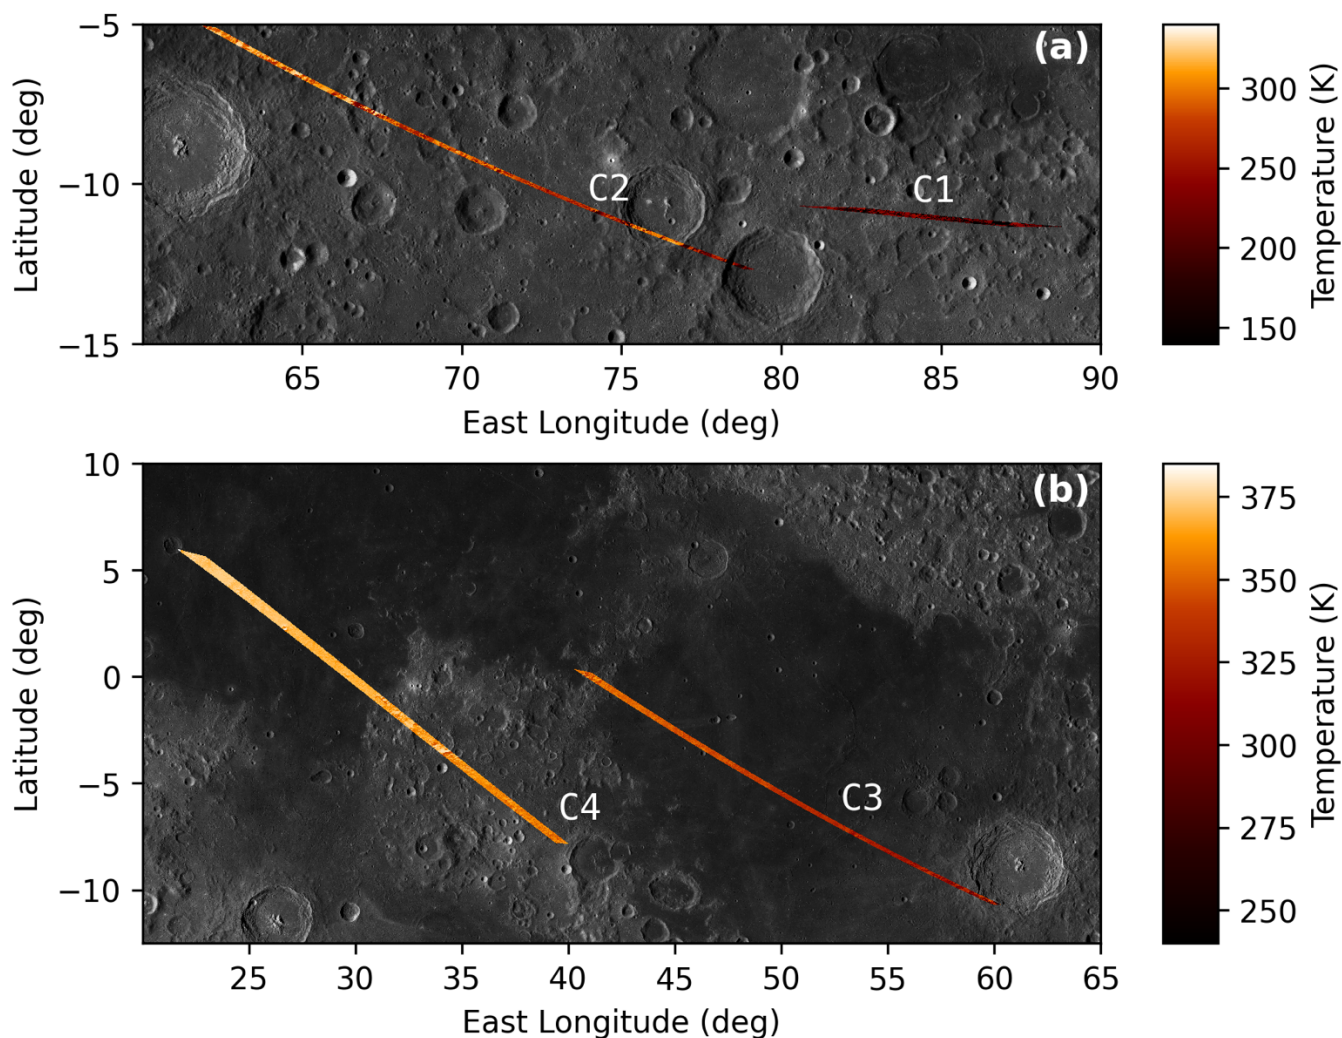 (a)
C2
C1
−5
−10
−15
Latitude (deg)
65 70 75 80 85 90
East Longitude (deg)
300
250
200
150
Temperature (K)
(b)
C4
C3
10
5
0
−5
−10
Latitude (deg)
25 30 35 40 45 50 55 60 65
East Longitude (deg)
375
350
325
300
275
250
Temperature (K)